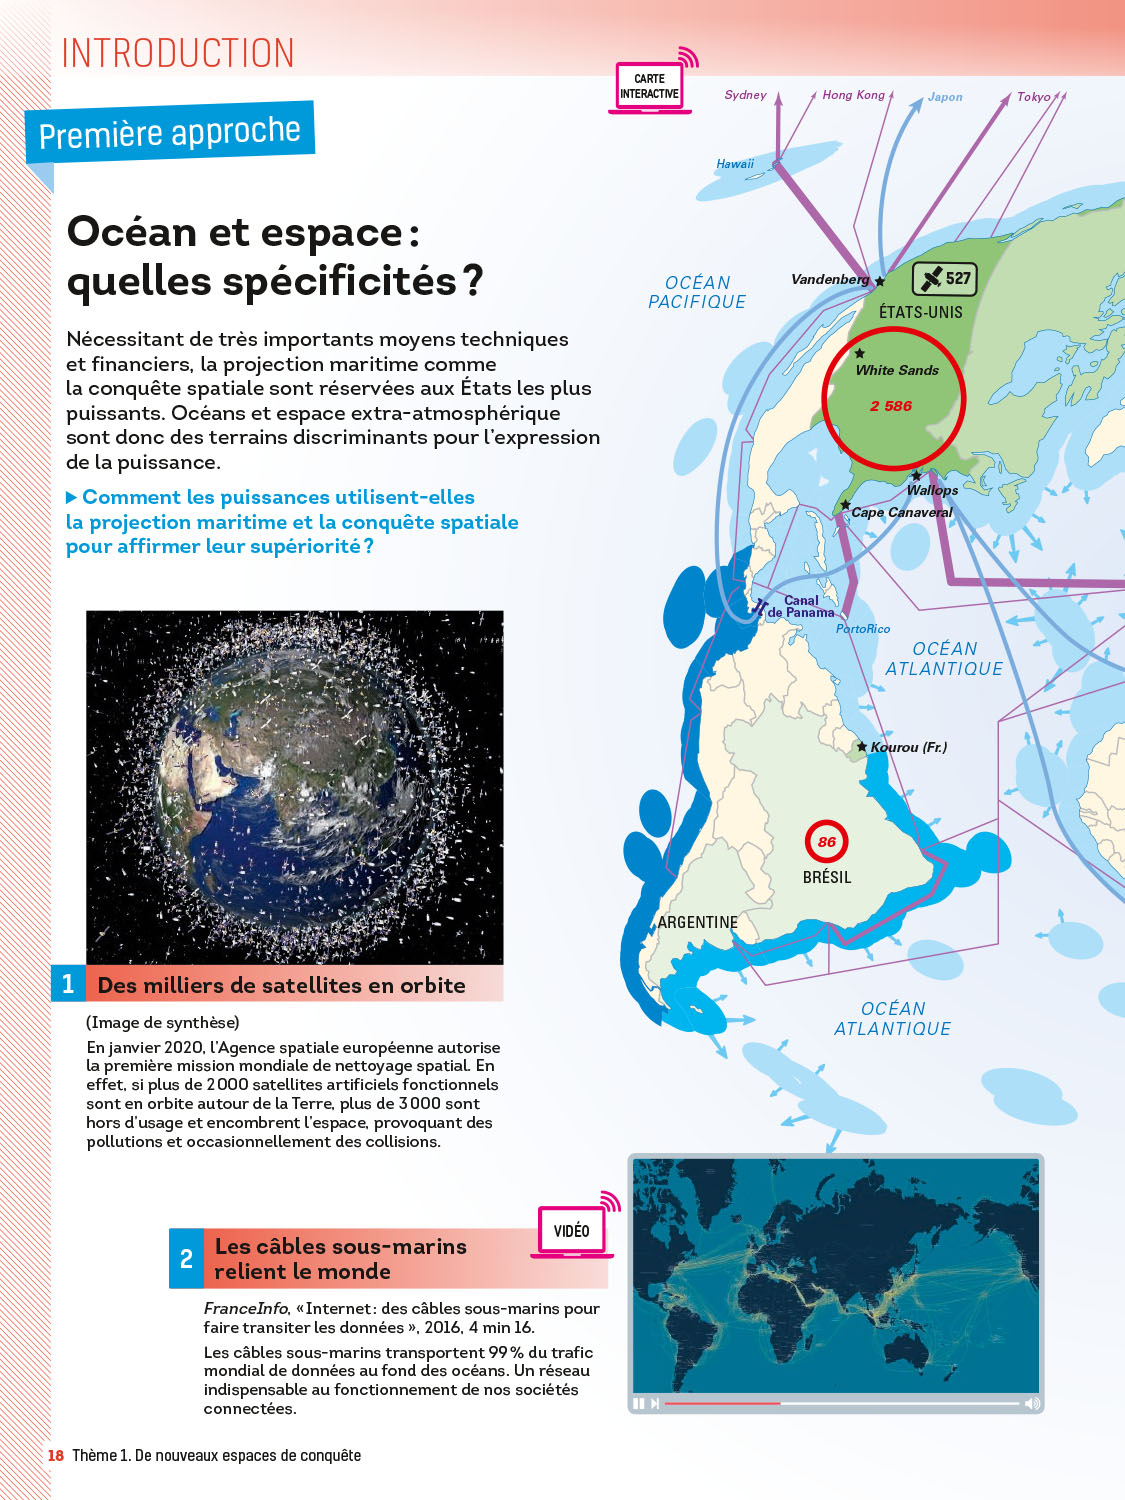 INTRODUCTION
Première approche
Océan et espace :
quelles spécificités ?
Nécessitant de très importants moyens techniques
et financiers, la projection maritime comme
la conquête spatiale sont réservées aux États les plus
puissants. Océans et espace extra-atmosphérique
sont donc des terrains discriminants pour l'expression
de la puissance.
▶ Comment les puissances utilisent-elles
la projection maritime et la conquête spatiale
pour affirmer leur supériorité ?
1 Des milliers de satellites en orbite
(Image de synthèse)
En janvier 2020, l'Agence spatiale européenne autorise
la première mission mondiale de nettoyage spatial. En
effet, si plus de 2 000 satellites artificiels fonctionnels
sont en orbite autour de la Terre, plus de 3 000 sont
hors d'usage et encombrent l'espace, provoquant des
pollutions et occasionnellement des collisions.
CARTE
INTERACTIVE
Sydney
Hong Kong
Japon
Tokyo
Hawaii
OCÉAN
PACIFIQUE
Vandenberg
527
ÉTATS-UNIS
White Sands
2 586
Wallops
Cape Canaveral
Canal
de Panama
PortoRico
OCÉAN
ATLANTIQUE
Kourou (Fr.)
86
BRÉSIL
ARGENTINE
OCÉAN
ATLANTIQUE
2 Les câbles sous-marins
relient le monde
VIDÉO
FranceInfo, « Internet : des câbles sous-marins pour
faire transiter les données », 2016, 4 min 16.
Les câbles sous-marins transportent 99 % du trafic
mondial de données au fond des océans. Un réseau
indispensable au fonctionnement de nos sociétés
connectées.
18 Thème 1. De nouveaux espaces de conquête